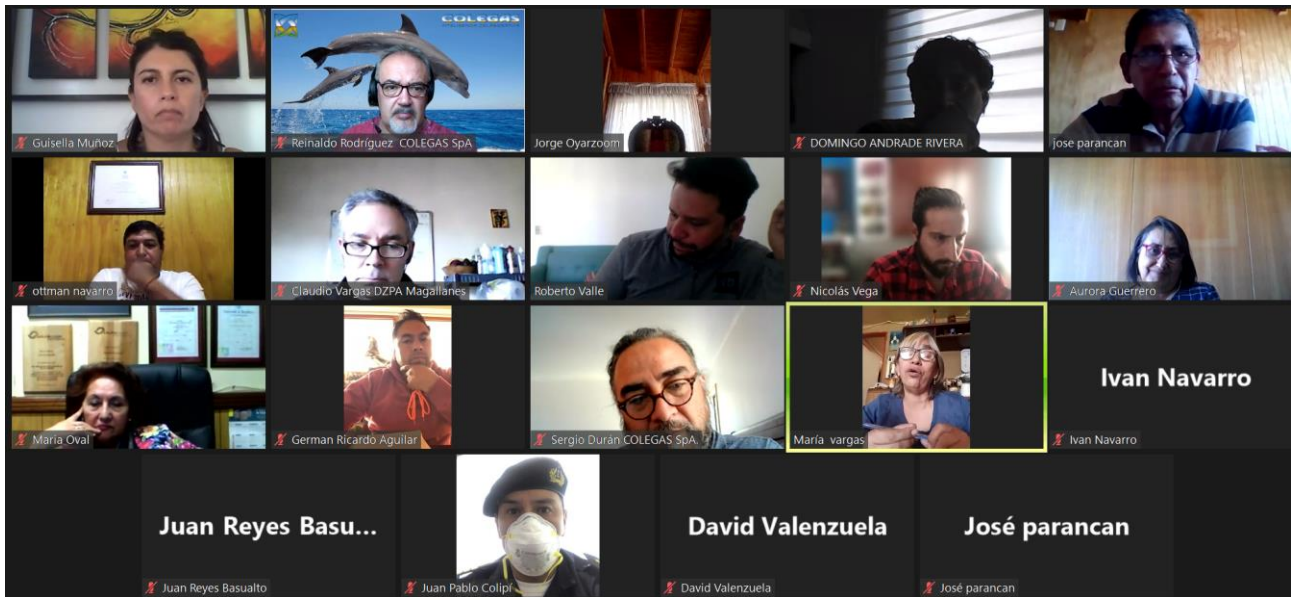 COLEGAS
Guisella Muñoz
Reinaldo Rodríguez COLEGAS SpA
Jorge Oyarzoom
DOMINGO ANDRADE RIVERA
jose parancan
ottman navarro
Claudio Vargas DZPA Magallanes
Roberto Valle
Nicolás Vega
Aurora Guerrero
María Oval
German Ricardo Aguilar
Sergio Durán COLEGAS SpA.
María vargas
Ivan Navarro
Ivan Navarro
Juan Reyes Basu...
Juan Reyes Basualto
Juan Pablo Colipí
David Valenzuela
David Valenzuela
José parancan
José parancan